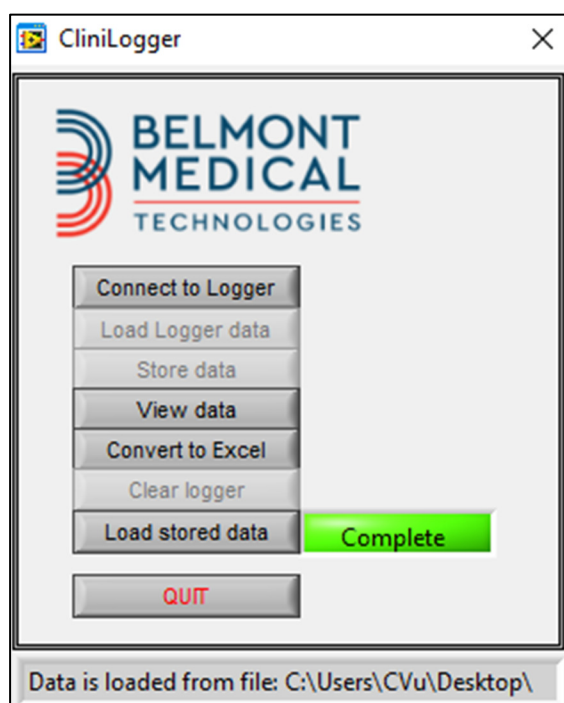 CliniLogger
BELMONT
MEDICAL
TECHNOLOGIES
Connect to Logger
Load Logger data
Store data
View data
Convert to Excel
Clear logger
Load stored data
Complete
QUIT
Data is loaded from file: C:\Users\CVu\Desktop\